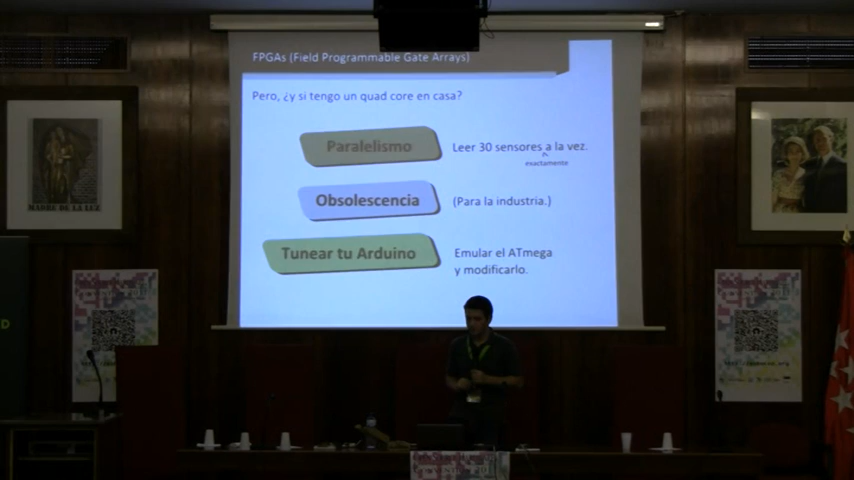 FPGAs (Field Programmable Gate Arrays)
Pero, ¿y si tengo un quad core en casa?
Paralelismo
Leer 30 sensores a la vez.
^
exactamente
Obsolescencia
(Para la industria.)
Tunear tu Arduino
Emular el ATmega
y modificarlo.
MADRE DE LA LUZ
D